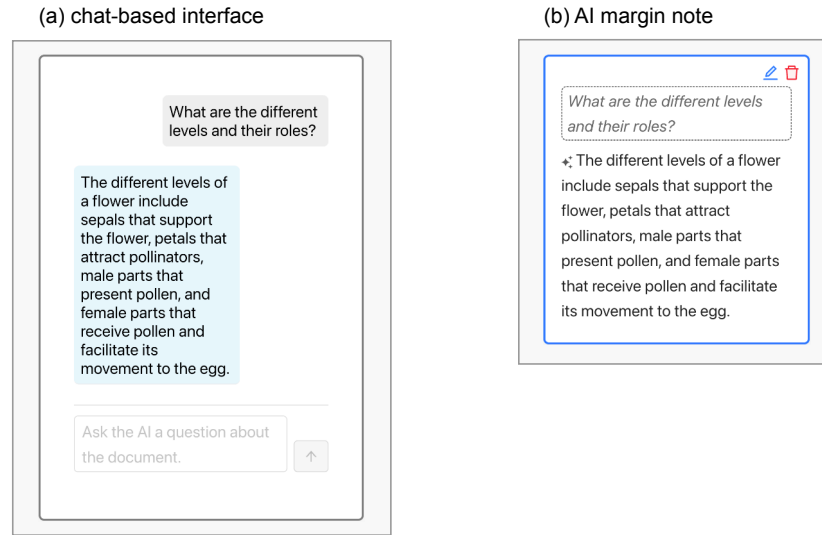 (a) chat-based interface
What are the different
levels and their roles?
The different levels of
a flower include
sepals that support
the flower, petals that
attract pollinators,
male parts that
present pollen, and
female parts that
receive pollen and
facilitate its
movement to the egg.
Ask the AI a question about
the document.
(b) AI margin note
What are the different levels
and their roles?
The different levels of a flower
include sepals that support the
flower, petals that attract
pollinators, male parts that
present pollen, and female parts
that receive pollen and facilitate
its movement to the egg.